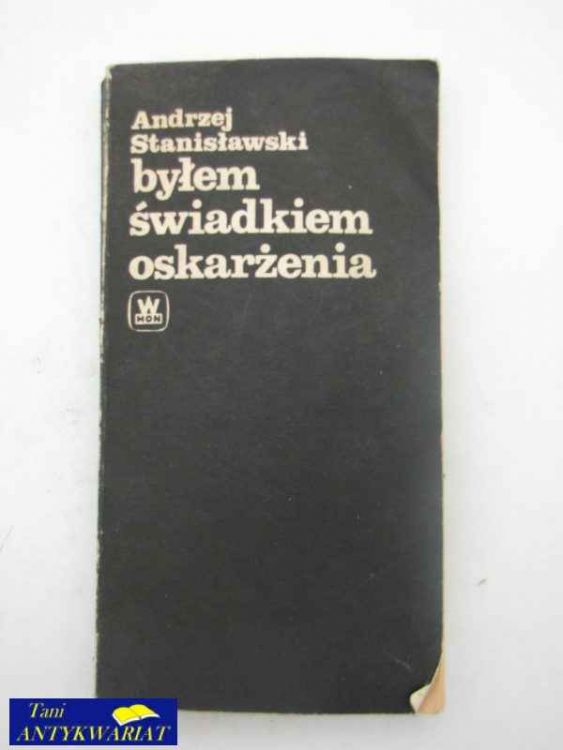 Andrzej
Stanisławski
byłem
świadkiem
oskarżenia
W
MON
Tani
ANTYKWARIAT